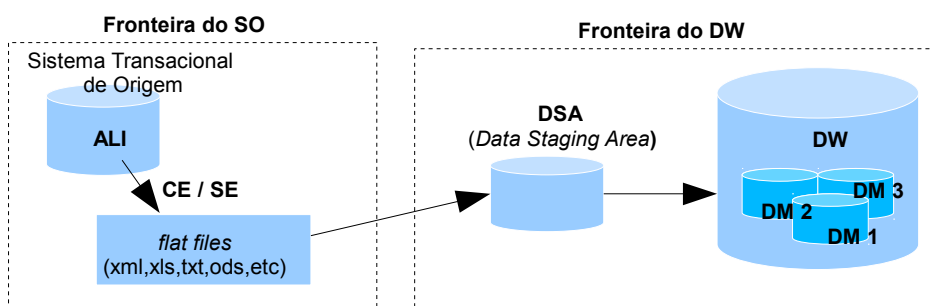 Fronteira do SO
Sistema Transacional
de Origem
ALI
CE / SE
flat files
(xml,xls,txt,ods,etc)
Fronteira do DW
DSA
(Data Staging Area)
DW
DM 3
DM 2
DM 1